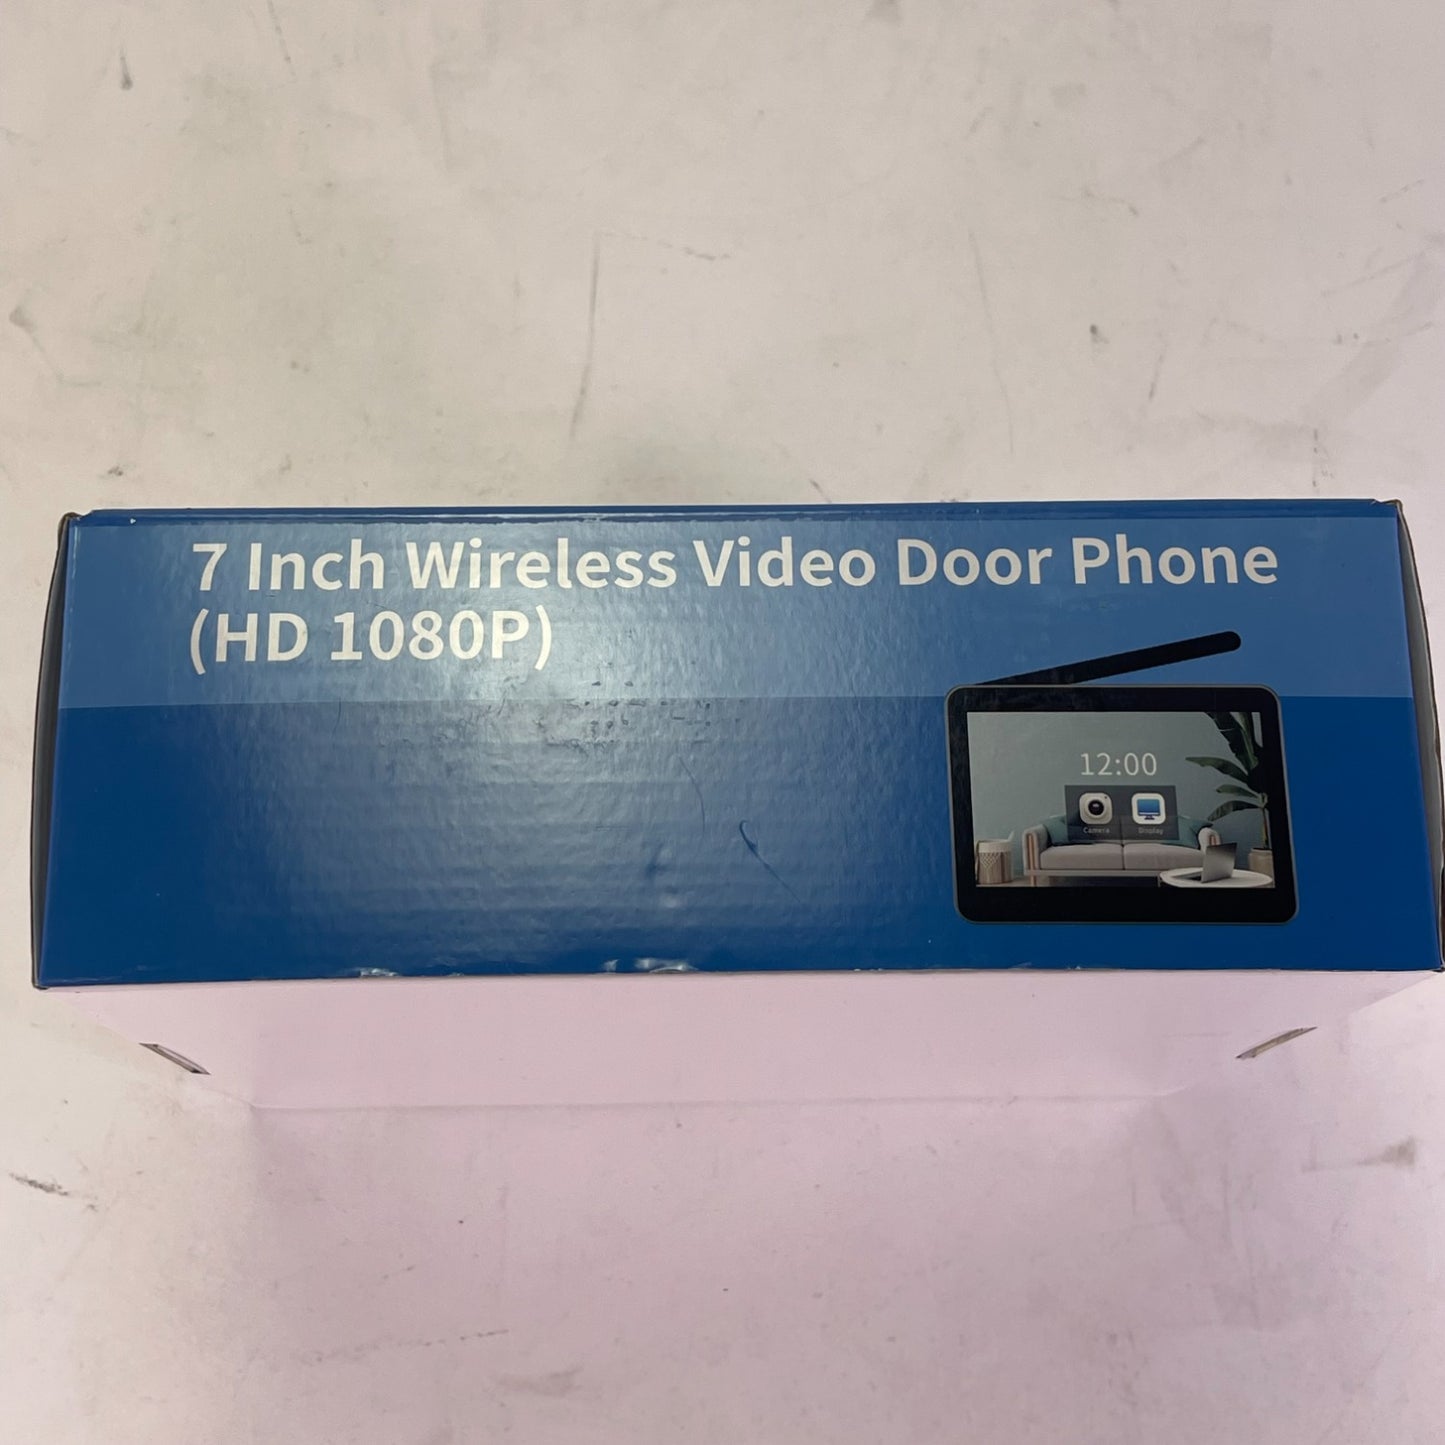 7 Inch Wireless Video Door Phone
(HD 1080P)
12:00
Camera Display